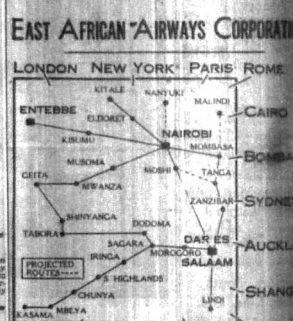 EAST AFRICAN AIRWAYS CORPORATI
LONDON NEW YORK PARIS ROME
KITALE
NANYUKI
MALINDI
ENTEBBE
ELDORET
CAIRO
KISUMU
NAIROBI
MOMBASA
MUSOMA
MOSHI
BOMBA
GEITA
MWANZA
TANGA
ZANZIBAR
SYDNEY
SHINYANGA
TABORA
DODOMA
SAGARA
DAR ES
SALAAM
AUCKL
IRINGA
MOROGORO
PROJECTED
ROUTES
S. HIGHLANDS
CHUNYA
SHANG
LINDI
KASAMA
MBEYA